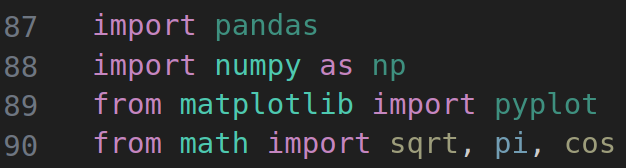 87 import pandas
88 import numpy as np
89 from matplotlib import pyplot
90 from math import sqrt, pi, cos